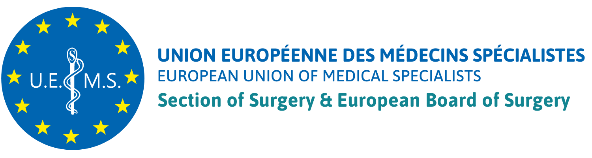 U.E.M.S.
UNION EUROPÉENNE DES MÉDECINS SPÉCIALISTES
EUROPEAN UNION OF MEDICAL SPECIALISTS
Section of Surgery & European Board of Surgery